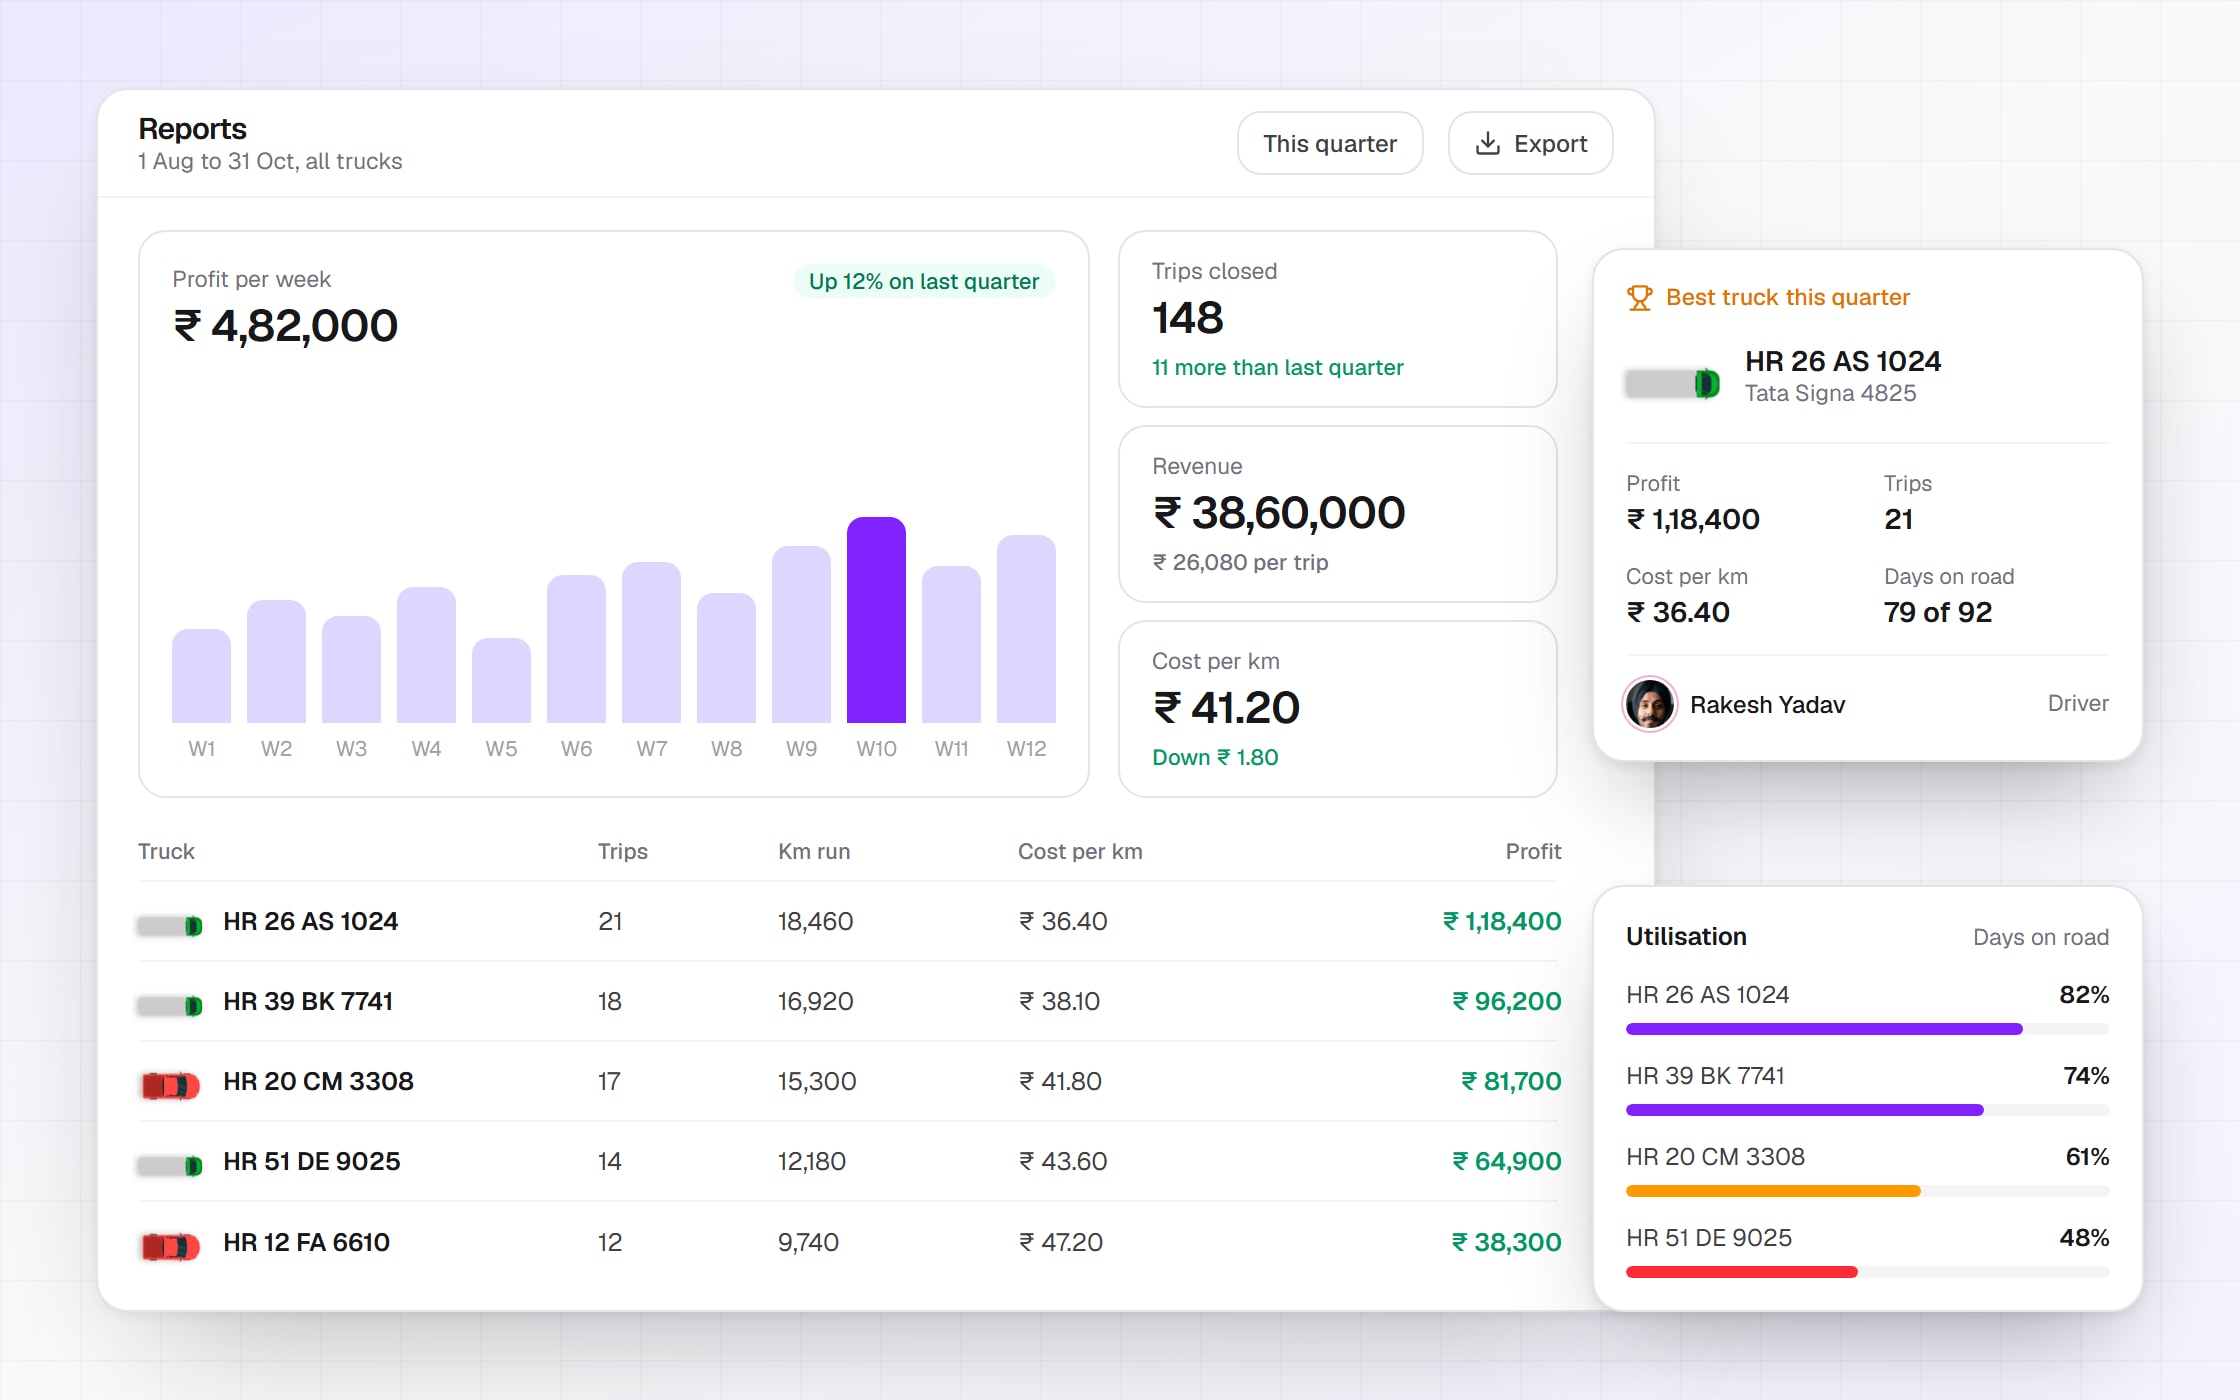 Reports
1 Aug to 31 Oct, all trucks
This quarter
Export
Profit per week
₹ 4,82,000
Up 12% on last quarter
W1 W2 W3 W4 W5 W6 W7 W8 W9 W10 W11 W12
Trips closed
148
11 more than last quarter
Revenue
₹ 38,60,000
₹ 26,080 per trip
Cost per km
₹ 41.20
Down ₹ 1.80
Truck Trips Km run Cost per km Profit
HR 26 AS 1024 21 18,460 ₹ 36.40 ₹ 1,18,400
HR 39 BK 7741 18 16,920 ₹ 38.10 ₹ 96,200
HR 20 CM 3308 17 15,300 ₹ 41.80 ₹ 81,700
HR 51 DE 9025 14 12,180 ₹ 43.60 ₹ 64,900
HR 12 FA 6610 12 9,740 ₹ 47.20 ₹ 38,300
Best truck this quarter
HR 26 AS 1024
Tata Signa 4825
Profit Trips
₹ 1,18,400 21
Cost per km Days on road
₹ 36.40 79 of 92
Rakesh Yadav Driver
Utilisation Days on road
HR 26 AS 1024 82%
HR 39 BK 7741 74%
HR 20 CM 3308 61%
HR 51 DE 9025 48%